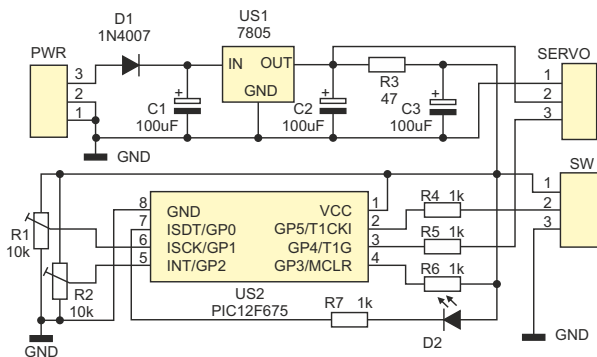 D1
1N4007
US1
7805
PWR
3
2
1
IN OUT
GND
+
C1
100uF
+
C2
100uF
R3
47
+
C3
100uF
SERVO
1
2
3
GND
SW
1
2
3
R1
10k
R2
10k
8
7
6
5
GND
ISDT/GP0
ISCK/GP1
INT/GP2
VCC
GP5/T1CKI
GP4/T1G
GP3/MCLR
1
2
3
4
R4 1k
R5 1k
R6 1k
US2
PIC12F675
R7 1k
D2
GND
GND